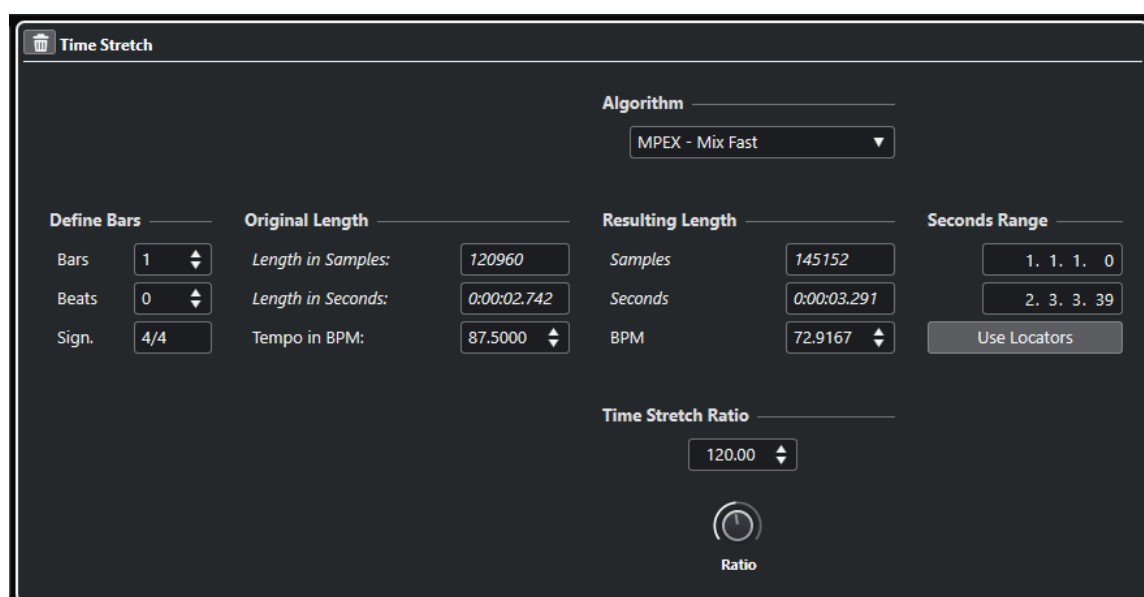 Time Stretch
Algorithm
MPEX - Mix Fast
Define Bars
Bars 1
Beats 0
Sign. 4/4
Original Length
Length in Samples: 120960
Length in Seconds: 0:00:02.742
Tempo in BPM: 87.5000
Resulting Length
Samples 145152
Seconds 0:00:03.291
BPM 72.9167
Seconds Range
1. 1. 1. 0
2. 3. 3. 39
Use Locators
Time Stretch Ratio
120.00
Ratio